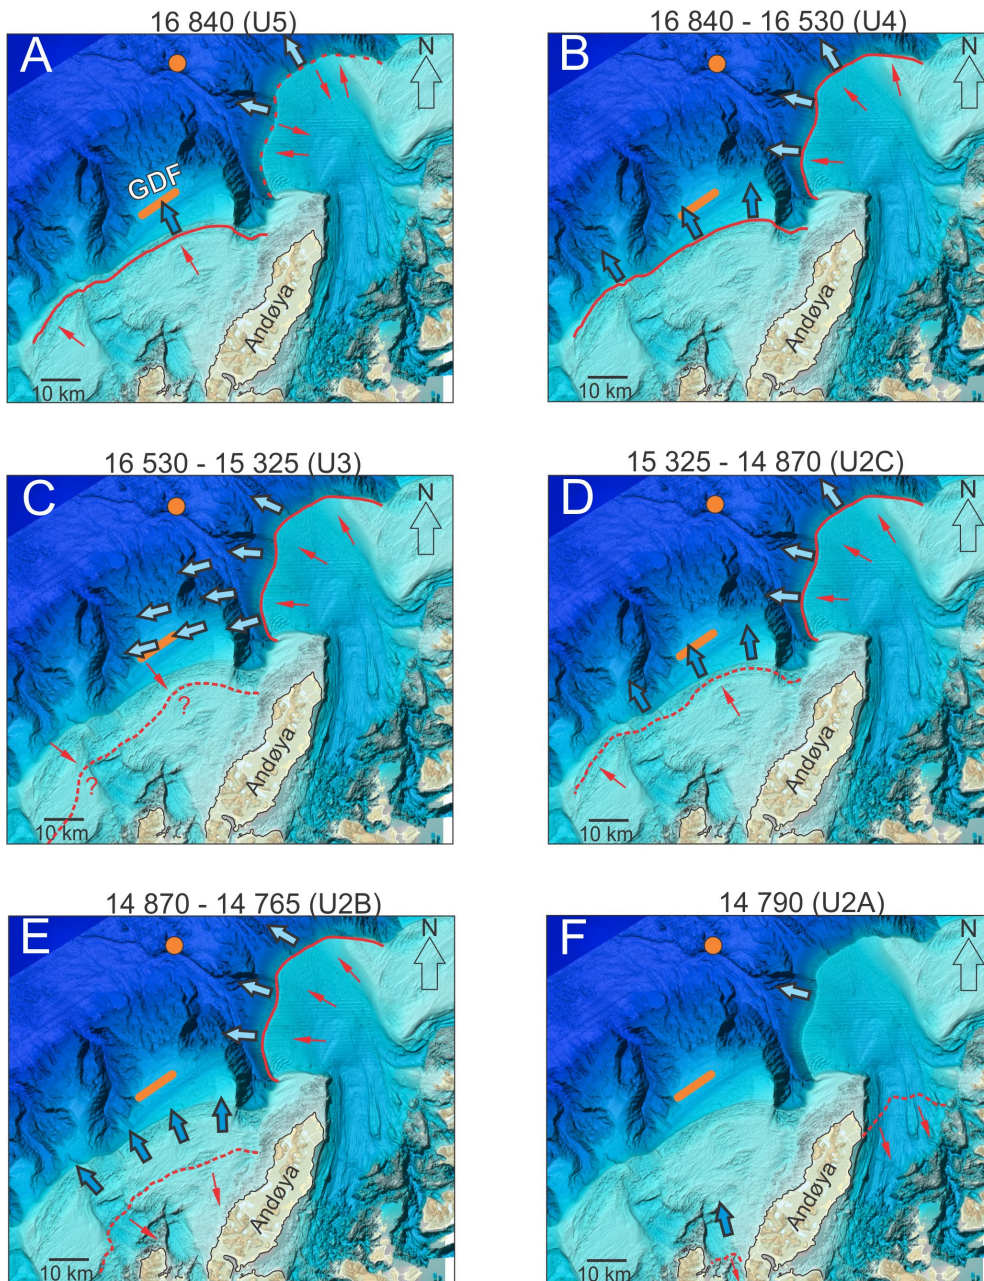 16 840 (U5)
A
N
GDF
Andøya
10 km
16 840 - 16 530 (U4)
B
N
Andøya
10 km
16 530 - 15 325 (U3)
C
N
?
?
Andøya
10 km
15 325 - 14 870 (U2C)
D
N
Andøya
10 km
14 870 - 14 765 (U2B)
E
N
Andøya
10 km
14 790 (U2A)
F
N
Andøya
10 km